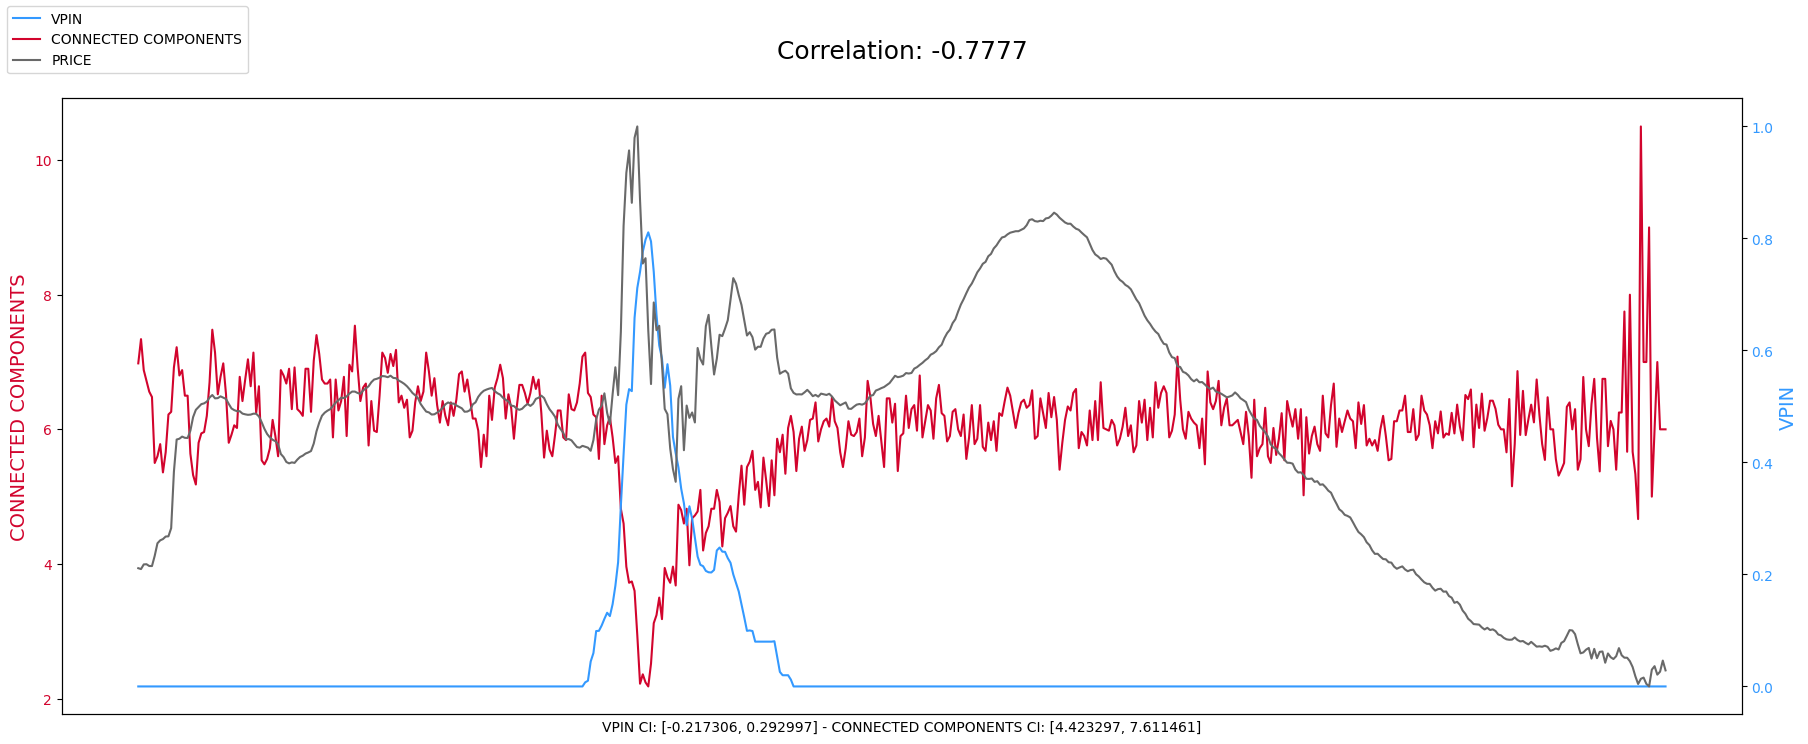 VPIN
CONNECTED COMPONENTS
PRICE
Correlation: -0.7777
CONNECTED COMPONENTS
10
8
6
4
2
1.0
0.8
0.6
0.4
0.2
0.0
VPIN
VPIN CI: [-0.217306, 0.292997] - CONNECTED COMPONENTS CI: [4.423297, 7.611461]